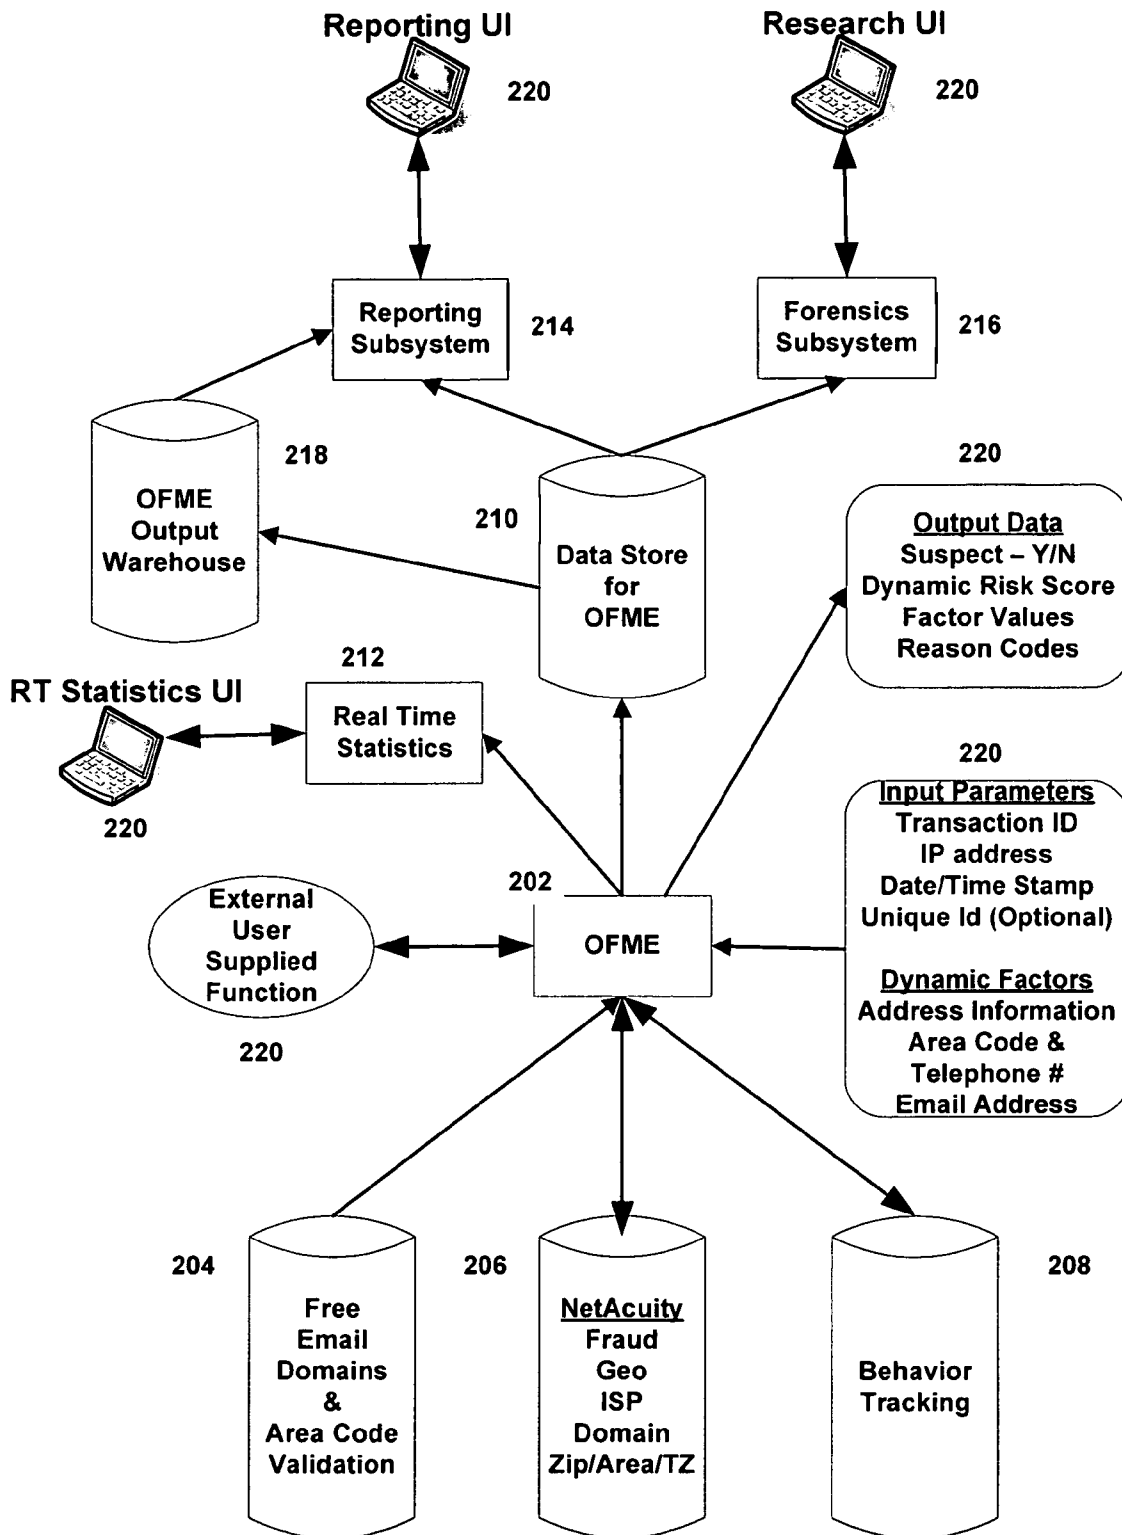 Reporting UI
Research UI
220
220
Reporting
Subsystem
214
Forensics
Subsystem
216
218
OFME
Output
Warehouse
210
Data Store
for
OFME
220
Output Data
Suspect – Y/N
Dynamic Risk Score
Factor Values
Reason Codes
212
RT Statistics UI
Real Time
Statistics
220
220
Input Parameters
Transaction ID
IP address
Date/Time Stamp
Unique Id (Optional)
Dynamic Factors
Address Information
Area Code &
Telephone #
Email Address
202
OFME
External
User
Supplied
Function
220
204
Free
Email
Domains
&
Area Code
Validation
206
NetAcuity
Fraud
Geo
ISP
Domain
Zip/Area/TZ
208
Behavior
Tracking